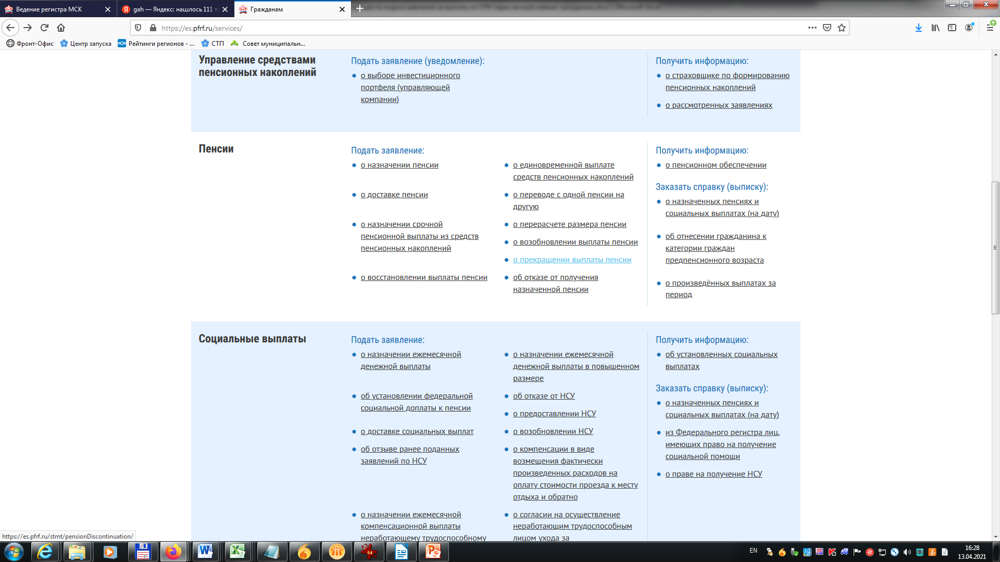 Ведение регистра МСК
gah — Яндекс: нашлось 111 т
Гражданам
https://es.pfrf.ru/services/
Фронт-Офис
Центр запуска
Рейтинги регионов - ...
СТП
Совет муниципальн...
Управление средствами
пенсионных накоплений
Подать заявление (уведомление):
о выборе инвестиционного
портфеля (управляющей
компании)
Получить информацию:
о страховщике по формированию
пенсионных накоплений
о рассмотренных заявлениях
Пенсии
Подать заявление:
о назначении пенсии
о доставке пенсии
о назначении срочной
пенсионной выплаты из средств
пенсионных накоплений
о восстановлении выплаты пенсии
о единовременной выплате
средств пенсионных накоплений
о переводе с одной пенсии на
другую
о перерасчете размера пенсии
о возобновлении выплаты пенсии
о прекращении выплаты пенсии
об отказе от получения
назначенной пенсии
Получить информацию:
о пенсионном обеспечении
Заказать справку (выписку):
о назначенных пенсиях и
социальных выплатах (на дату)
об отнесении гражданина к
категории граждан
предпенсионного возраста
о произведённых выплатах за
период
Социальные выплаты
Подать заявление:
о назначении ежемесячной
денежной выплаты
об установлении федеральной
социальной доплаты к пенсии
о доставке социальных выплат
об отзыве ранее поданных
заявлений по НСУ
о назначении ежемесячной
компенсационной выплаты
неработающему трудоспособному
о назначении ежемесячной
денежной выплаты в повышенном
размере
об отказе от НСУ
о предоставлении НСУ
о возобновлении НСУ
о компенсации в виде
возмещения фактически
произведенных расходов на
оплату стоимости проезда к месту
отдыха и обратно
о согласии на осуществление
неработающим трудоспособным
лицом ухода за
Получить информацию:
об установленных социальных
выплатах
Заказать справку (выписку):
о назначенных пенсиях и
социальных выплатах (на дату)
из Федерального регистра лиц,
имеющих право на получение
социальной помощи
о праве на получение НСУ
https://es.pfrf.ru/stmt/pensionDiscontinuation/
64
EN
16:28
13.04.2021